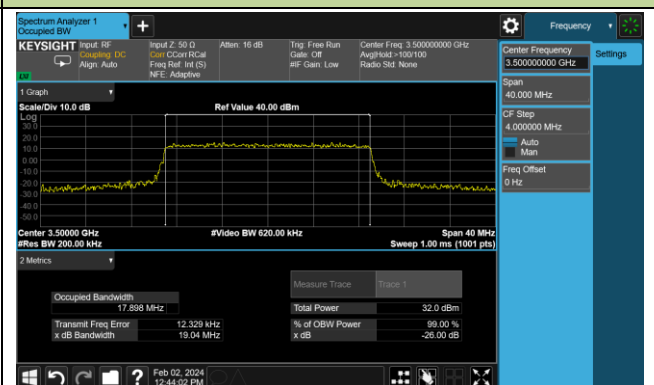 Spectrum Analyzer 1
Occupied BW
+
Frequency
KEYSIGHT
Input: RF
Coupling: DC
Align: Auto
Input Z: 50 Ω
Corr CCorr RCal
Freq Ref: Int (S)
NFE: Adaptive
Atten: 16 dB
Trig: Free Run
Gate: Off
#IF Gain: Low
Center Freq: 3.500000000 GHz
Avg|Hold:>100/100
Radio Std: None
LXI
1 Graph
Scale/Div 10.0 dB
Ref Value 40.00 dBm
Log
30.0
20.0
10.0
0.00
-10.0
-20.0
-30.0
-40.0
-50.0
Center 3.50000 GHz
#Video BW 620.00 kHz
Span 40 MHz
#Res BW 200.00 kHz
Sweep 1.00 ms (1001 pts)
2 Metrics
Measure Trace
Trace 1
Occupied Bandwidth
17.898 MHz
Total Power
32.0 dBm
Transmit Freq Error
12.329 kHz
% of OBW Power
99.00 %
x dB Bandwidth
19.04 MHz
x dB
-26.00 dB
?
Feb 02, 2024
12:44:02 PM
Center Frequency
3.500000000 GHz
Settings
Span
40.000 MHz
CF Step
4.000000 MHz
Auto
Man
Freq Offset
0 Hz